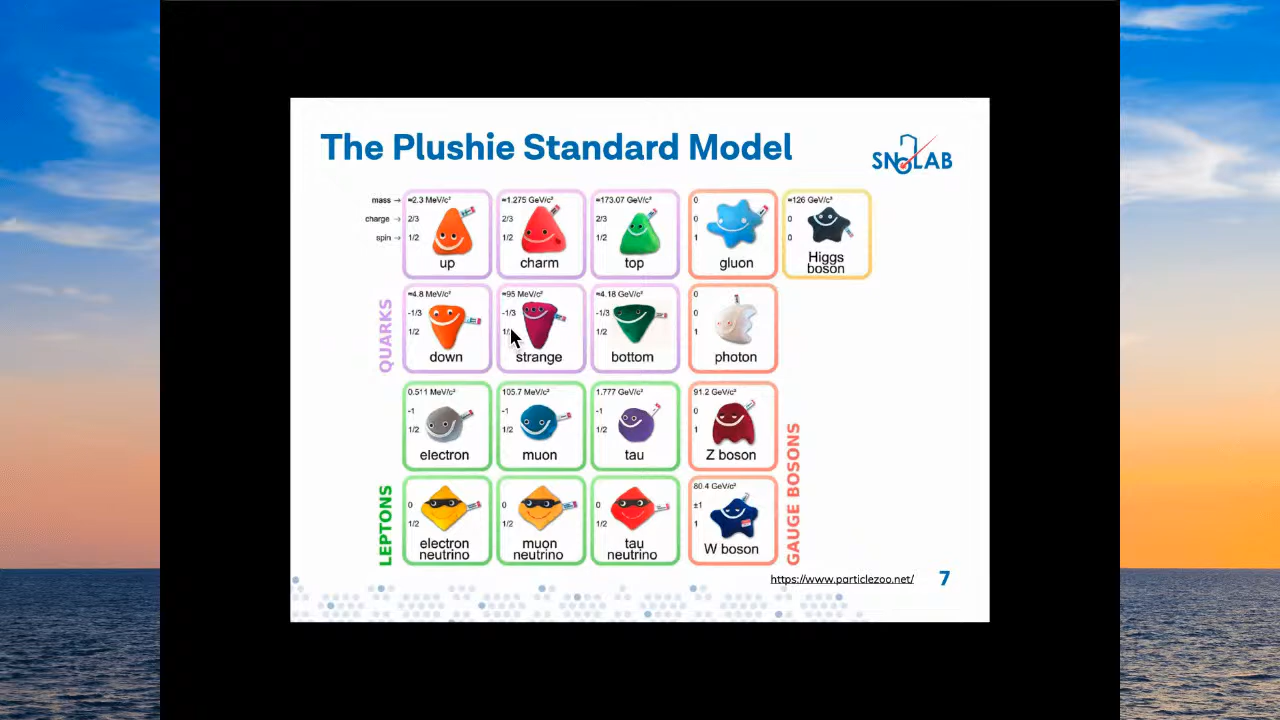 The Plushie Standard Model
SNOLAB
mass → ≈2.3 MeV/c² ≈1.275 GeV/c² ≈173.07 GeV/c² 0 ≈126 GeV/c²
charge → 2/3 2/3 2/3 0 0
spin → 1/2 1/2 1/2 1 0
up charm top gluon Higgs
boson
QUARKS
≈4.8 MeV/c² ≈95 MeV/c² ≈4.18 GeV/c² 0
-1/3 -1/3 -1/3 0
1/2 1/2 1
down strange bottom photon
0.511 MeV/c² 105.7 MeV/c² 1.777 GeV/c² 91.2 GeV/c²
-1 -1 -1 0
1/2 1/2 1/2 1
electron muon tau Z boson
LEPTONS
GAUGE BOSONS
80.4 GeV/c²
0 0 0 ±1
1/2 1/2 1/2 1
electron muon tau W boson
neutrino neutrino neutrino
https://www.particlezoo.net/ 7